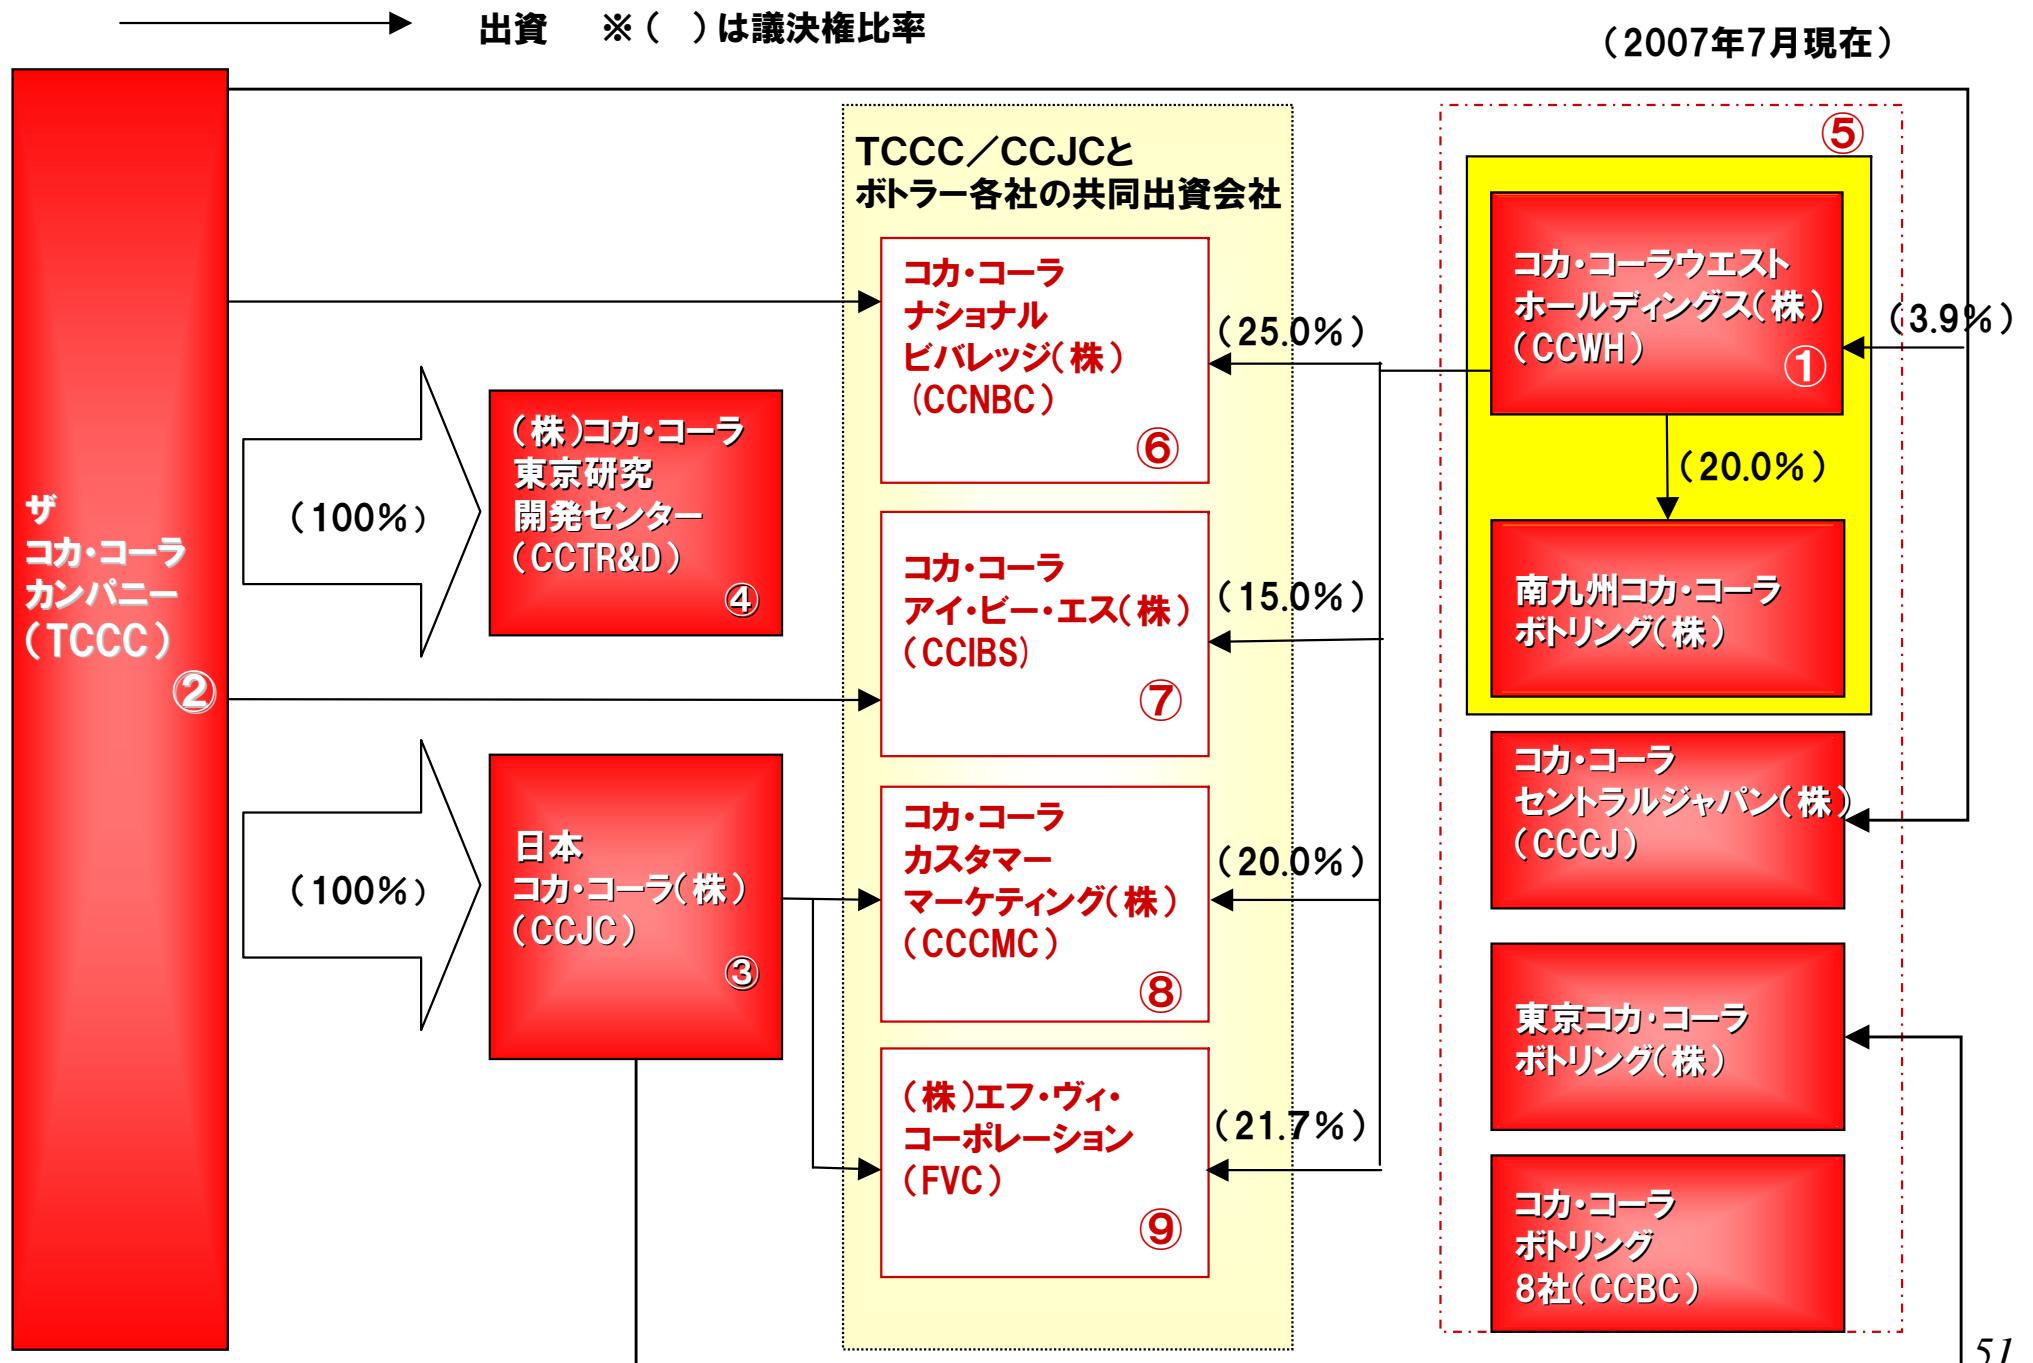 出資　※(　)は議決権比率
(2007年7月現在)
ザ
コカ・コーラ
カンパニー
(TCCC)
②
(100%)
(株)コカ・コーラ
東京研究
開発センター
(CCTR&D)
④
(100%)
日本
コカ・コーラ(株)
(CCJC)
③
TCCC／CCJCと
ボトラー各社の共同出資会社
コカ・コーラ
ナショナル
ビバレッジ(株)
(CCNBC)
⑥
(25.0%)
コカ・コーラ
アイ・ビー・エス(株)
(CCIBS)
⑦
(15.0%)
コカ・コーラ
カスタマー
マーケティング(株)
(CCCMC)
⑧
(20.0%)
(株)エフ・ヴィ・
コーポレーション
(FVC)
⑨
(21.7%)
⑤
コカ・コーラウエスト
ホールディングス(株)
(CCWH)
①
(3.9%)
(20.0%)
南九州コカ・コーラ
ボトリング(株)
コカ・コーラ
セントラルジャパン(株)
(CCCJ)
東京コカ・コーラ
ボトリング(株)
コカ・コーラ
ボトリング
8社(CCBC)
51